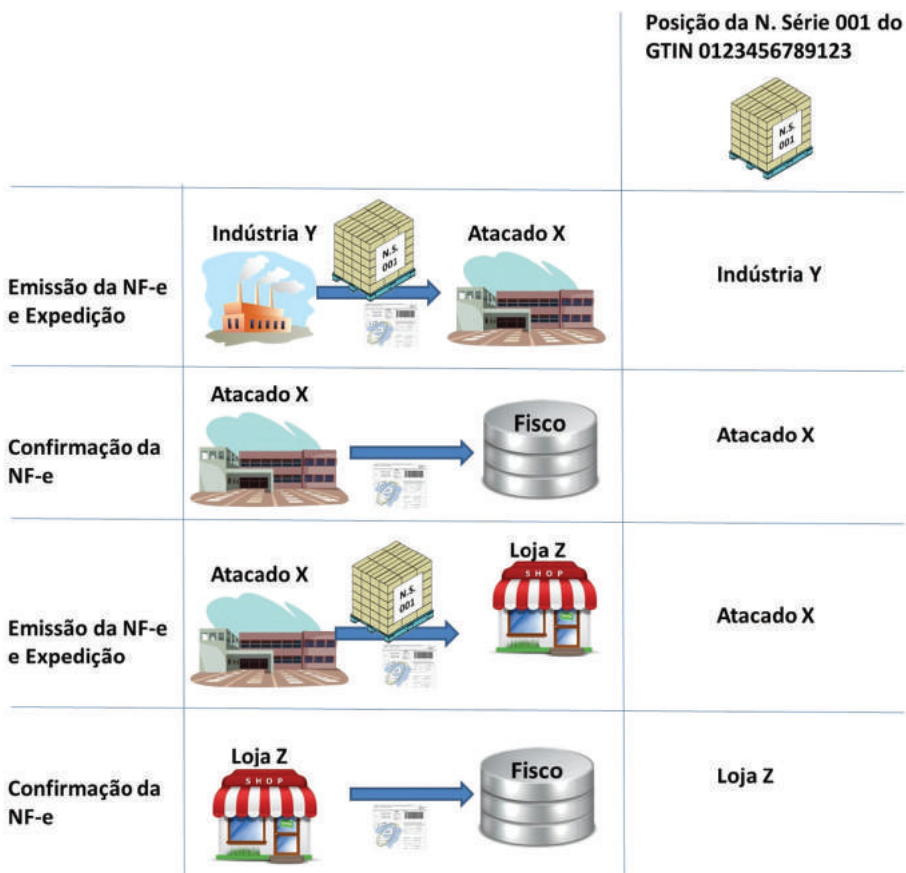 Posição da N. Série 001 do
GTIN 0123456789123
N.S.
001
Emissão da NF-e
e Expedição
Indústria Y
N.S.
001
Atacado X
Indústria Y
Confirmação da
NF-e
Atacado X
Fisco
Atacado X
Emissão da NF-e
e Expedição
Atacado X
N.S.
001
Loja Z
SHOP
Atacado X
Confirmação da
NF-e
Loja Z
SHOP
Fisco
Loja Z